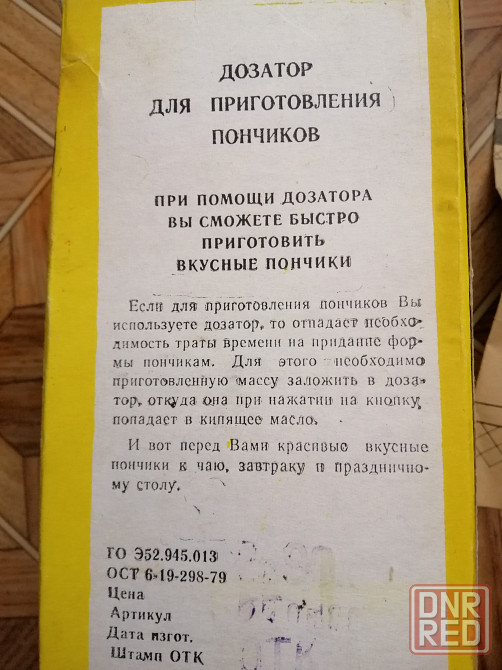 ДОЗАТОР
ДЛЯ ПРИГОТОВЛЕНИЯ
ПОНЧИКОВ
ПРИ ПОМОЩИ ДОЗАТОРА
ВЫ СМОЖЕТЕ БЫСТРО
ПРИГОТОВИТЬ
ВКУСНЫЕ ПОНЧИКИ
Если для приготовления пончиков Вы
используете дозатор, то отпадает необхо-
димость траты времени на придание фор-
мы пончикам. Для этого необходимо
приготовленную массу заложить в доза-
тор, откуда она при нажатии на кнопку
попадает в кипящее масло.
И вот перед Вами красивые вкусные
пончики к чаю, завтраку и праздично-
му столу.
ГО Э52.945.013
ОСТ 6-19-298-79
Цена
Артикул
Дата изгот.
Штамп ОТК
ОТК
DNR
RED